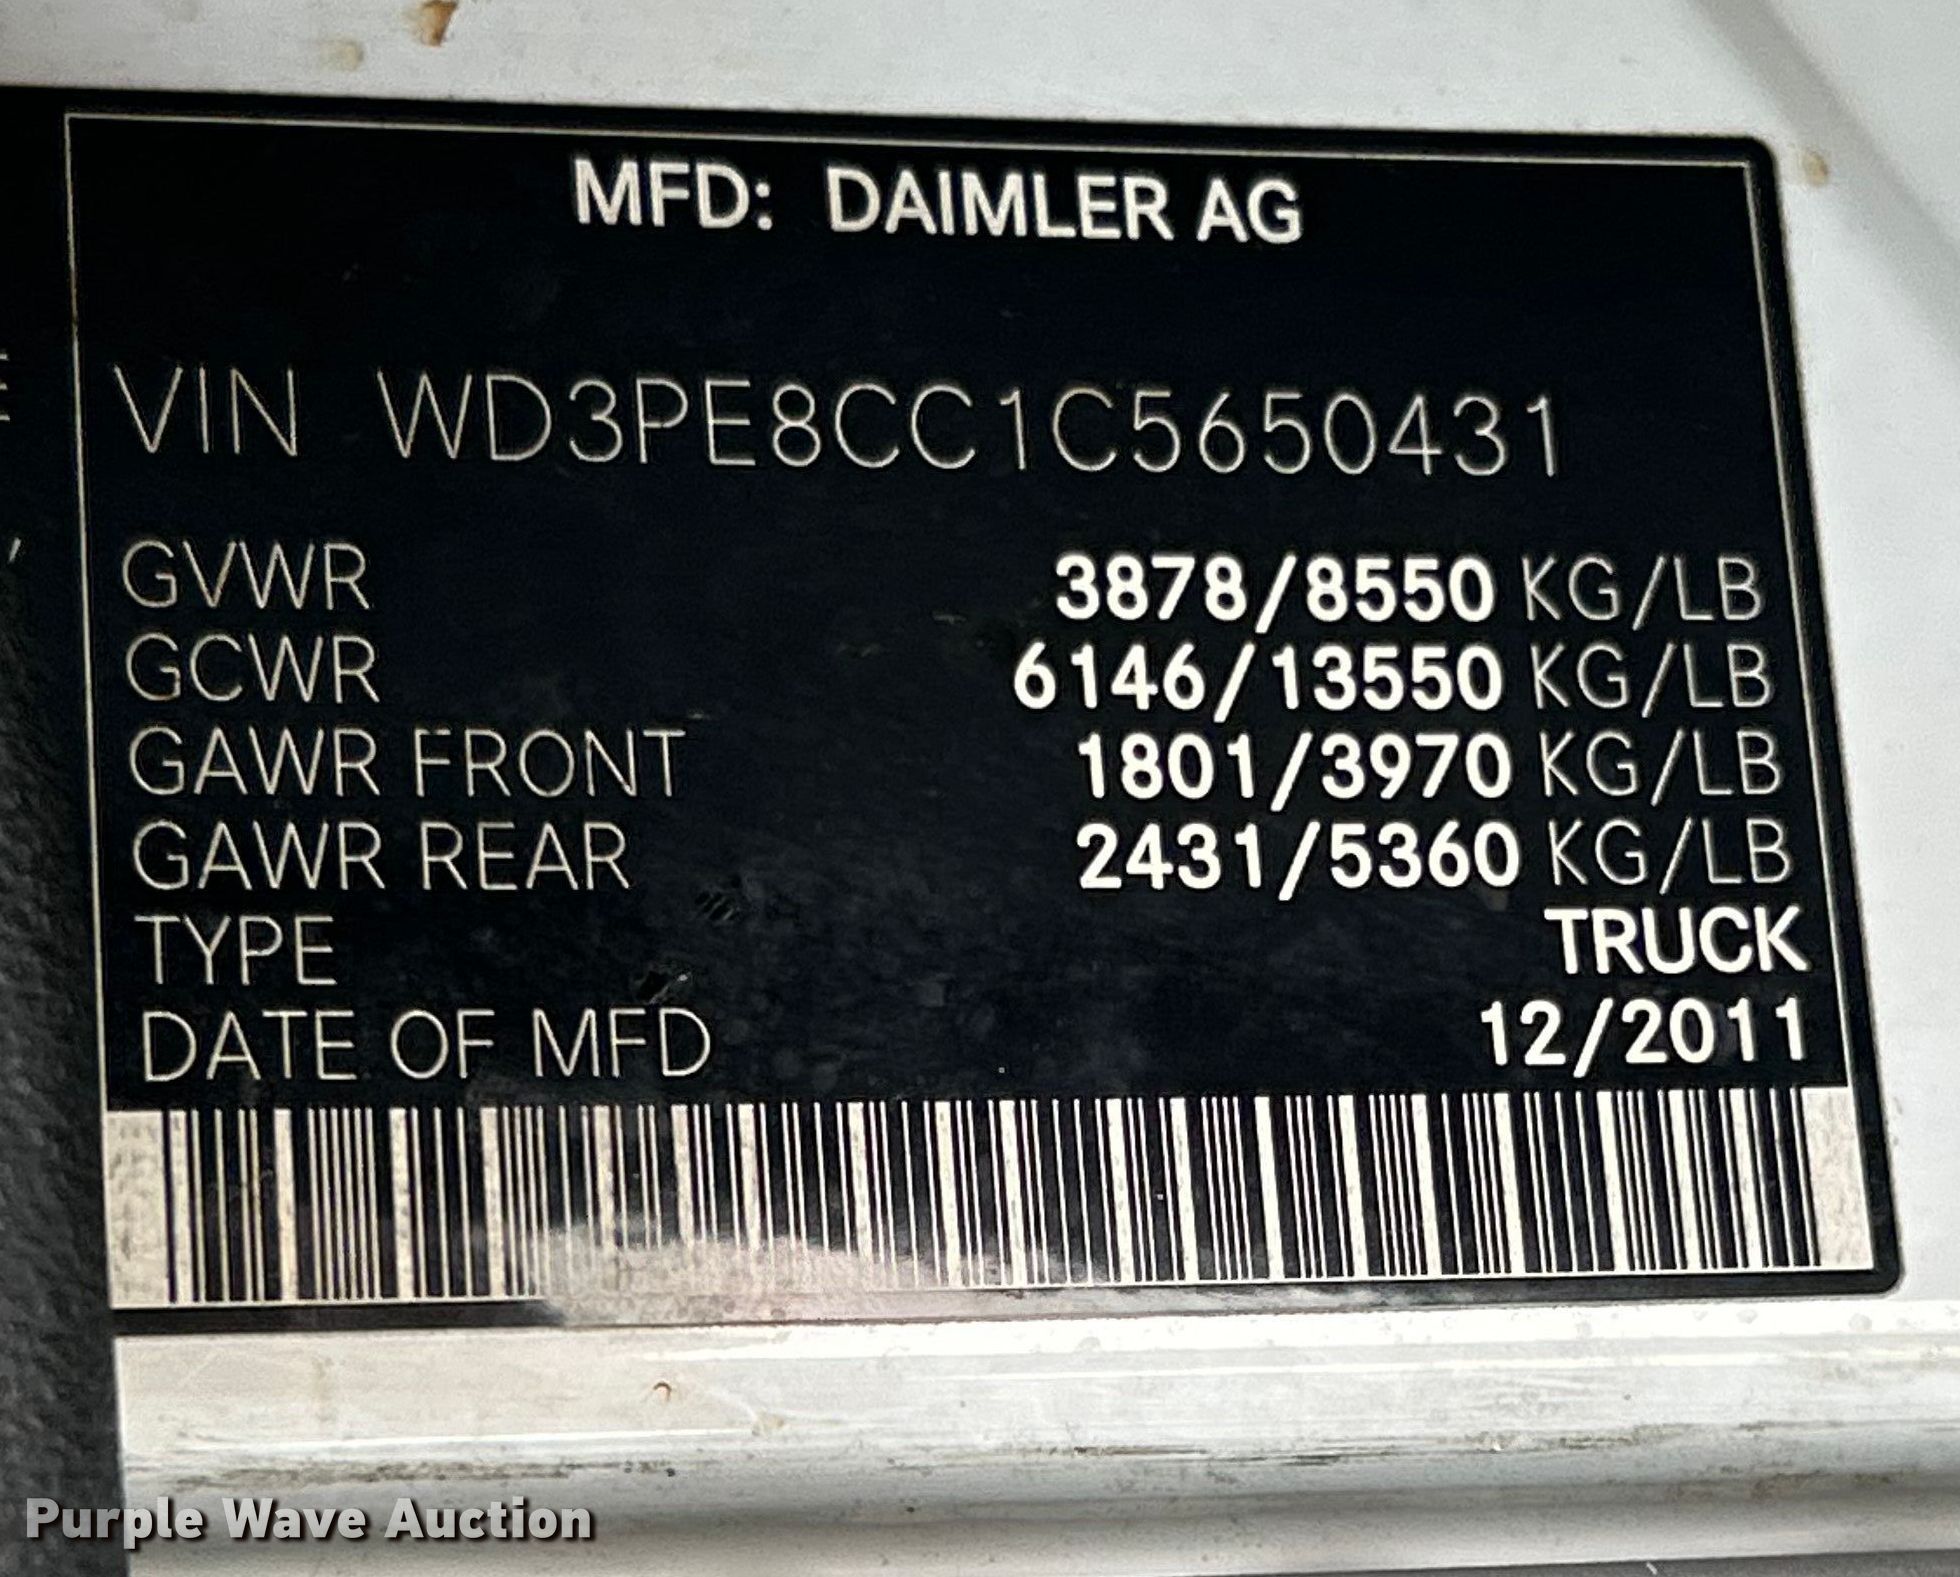 MFD: DAIMLER AG
VIN WD3PE8CC1C5650431
GVWR 3878/8550 KG/LB
GCWR 6146/13550 KG/LB
GAWR FRONT 1801/3970 KG/LB
GAWR REAR 2431/5360 KG/LB
TYPE TRUCK
DATE OF MFD 12/2011
Purple Wave Auction